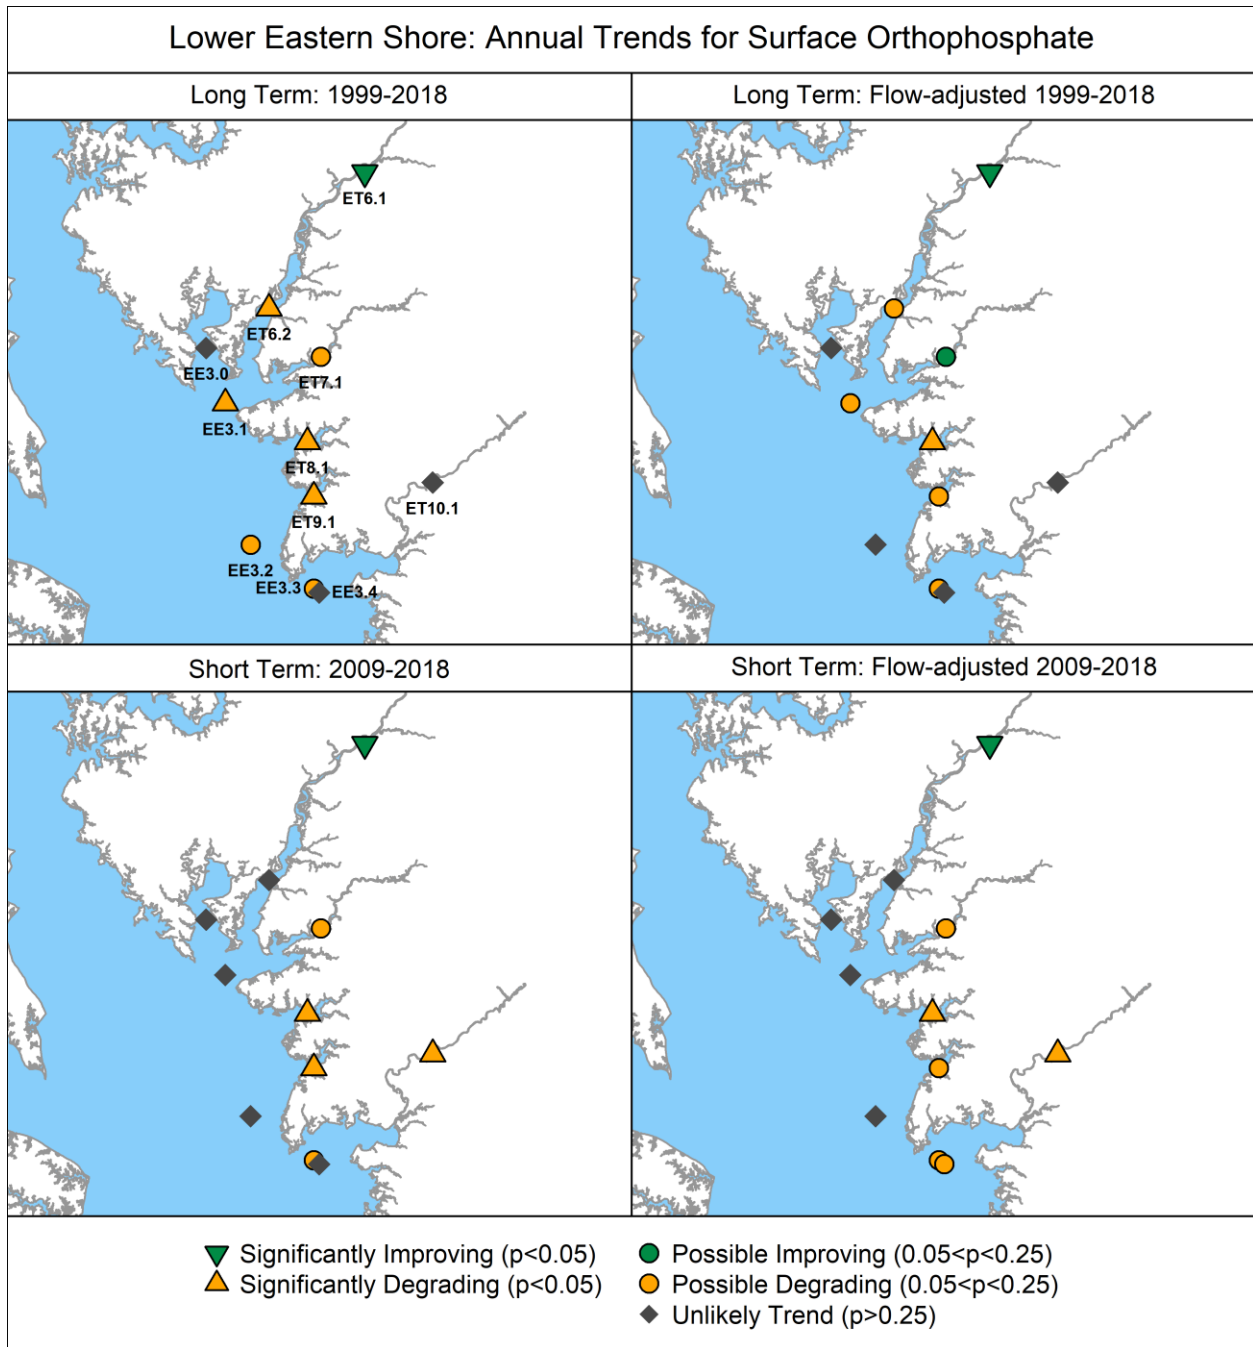 Lower Eastern Shore: Annual Trends for Surface Orthophosphate
Long Term: 1999-2018
Long Term: Flow-adjusted 1999-2018
ET6.1
ET6.2
EE3.0
ET7.1
EE3.1
ET8.1
ET9.1
ET10.1
EE3.2
EE3.3
EE3.4
Short Term: 2009-2018
Short Term: Flow-adjusted 2009-2018
Significantly Improving (p<0.05)
Significantly Degrading (p<0.05)
Possible Improving (0.05<p<0.25)
Possible Degrading (0.05<p<0.25)
Unlikely Trend (p>0.25)